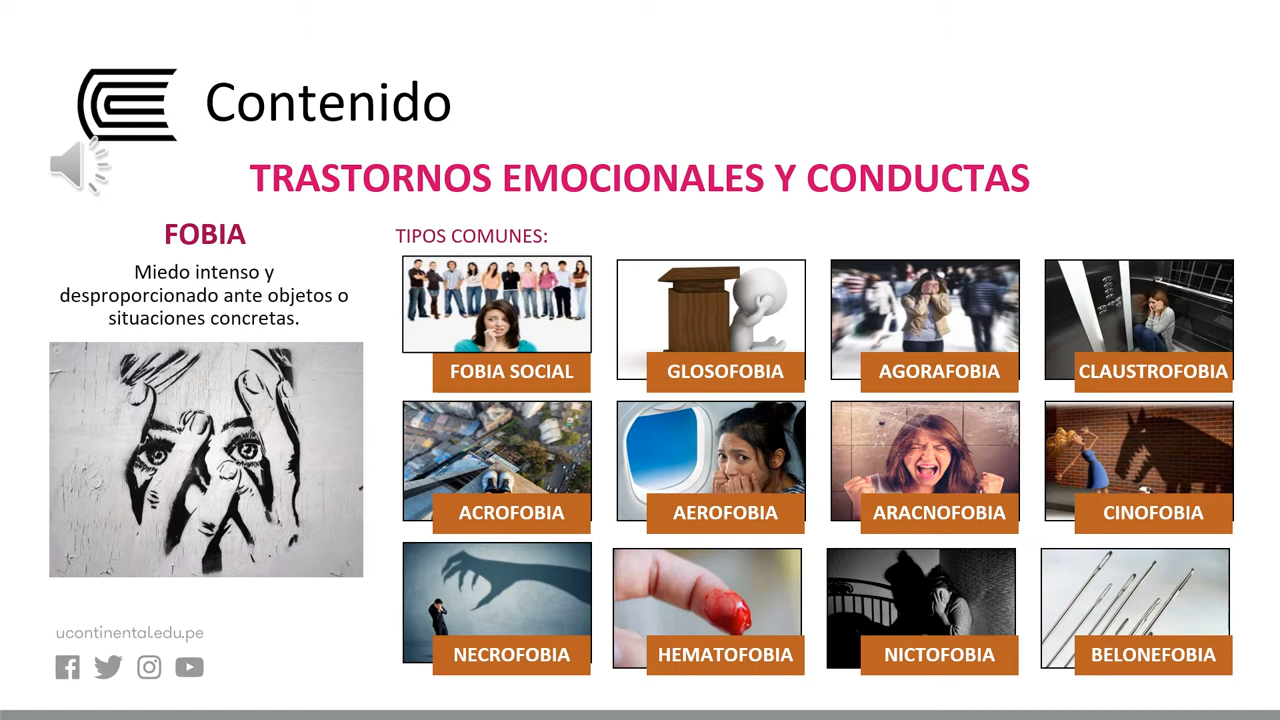 Contenido
TRASTORNOS EMOCIONALES Y CONDUCTAS
FOBIA
Miedo intenso y
desproporcionado ante objetos o
situaciones concretas.
TIPOS COMUNES:
FOBIA SOCIAL
GLOSOFOBIA
AGORAFOBIA
CLAUSTROFOBIA
ACROFOBIA
AEROFOBIA
ARACNOFOBIA
CINOFOBIA
NECROFOBIA
HEMATOFOBIA
NICTOFOBIA
BELONEFOBIA
ucontinental.edu.pe